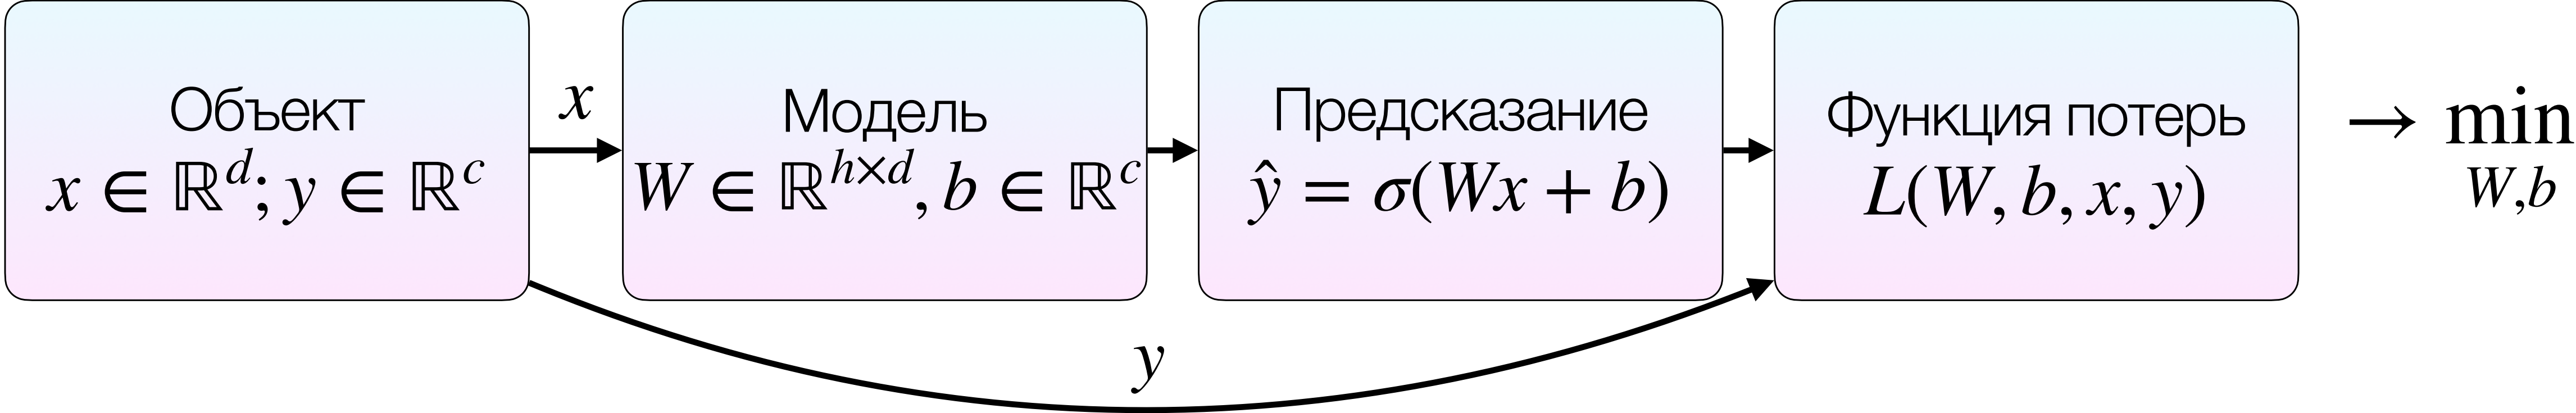 Объект
x ∈ ℝ^d; y ∈ ℝ^c
x
Модель
W ∈ ℝ^{h×d}, b ∈ ℝ^c
Предсказание
ŷ = σ(Wx + b)
Функция потерь
L(W, b, x, y)
→ min
W,b
y